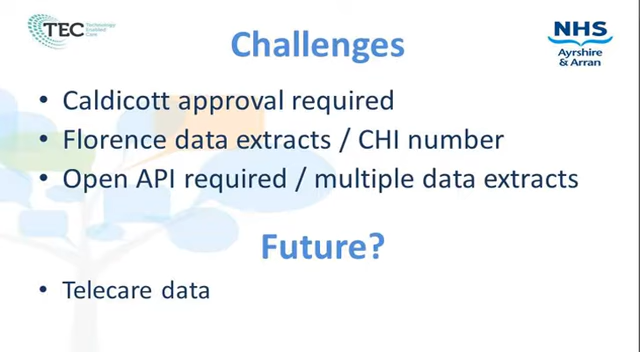 TEC Technology
Enabled
Care
NHS
Ayrshire
& Arran
Challenges
• Caldicott approval required
• Florence data extracts / CHI number
• Open API required / multiple data extracts
Future?
• Telecare data